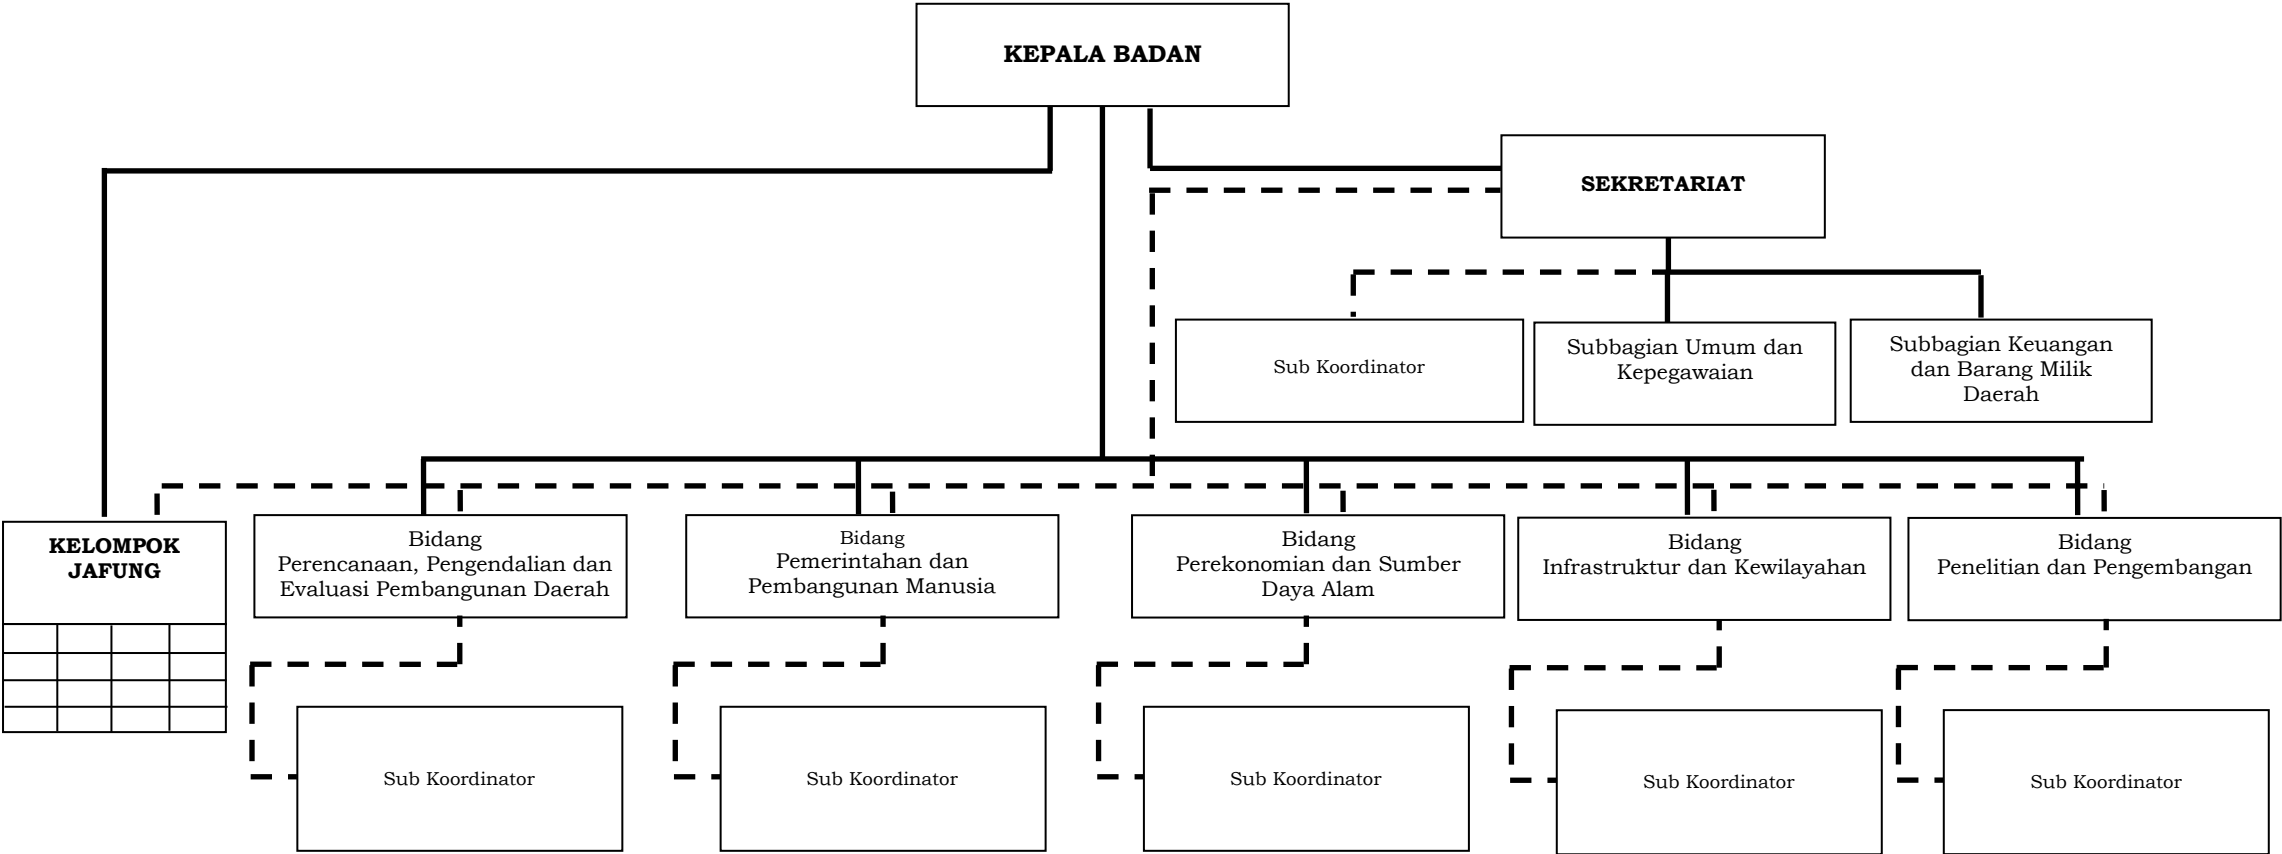 KEPALA BADAN
SEKRETARIAT
Sub Koordinator
Subbagian Umum dan
Kepegawaian
Subbagian Keuangan
dan Barang Milik
Daerah
KELOMPOK
JAFUNG
Bidang
Perencanaan, Pengendalian dan
Evaluasi Pembangunan Daerah
Bidang
Pemerintahan dan
Pembangunan Manusia
Bidang
Perekonomian dan Sumber
Daya Alam
Bidang
Infrastruktur dan Kewilayahan
Bidang
Penelitian dan Pengembangan
Sub Koordinator
Sub Koordinator
Sub Koordinator
Sub Koordinator
Sub Koordinator